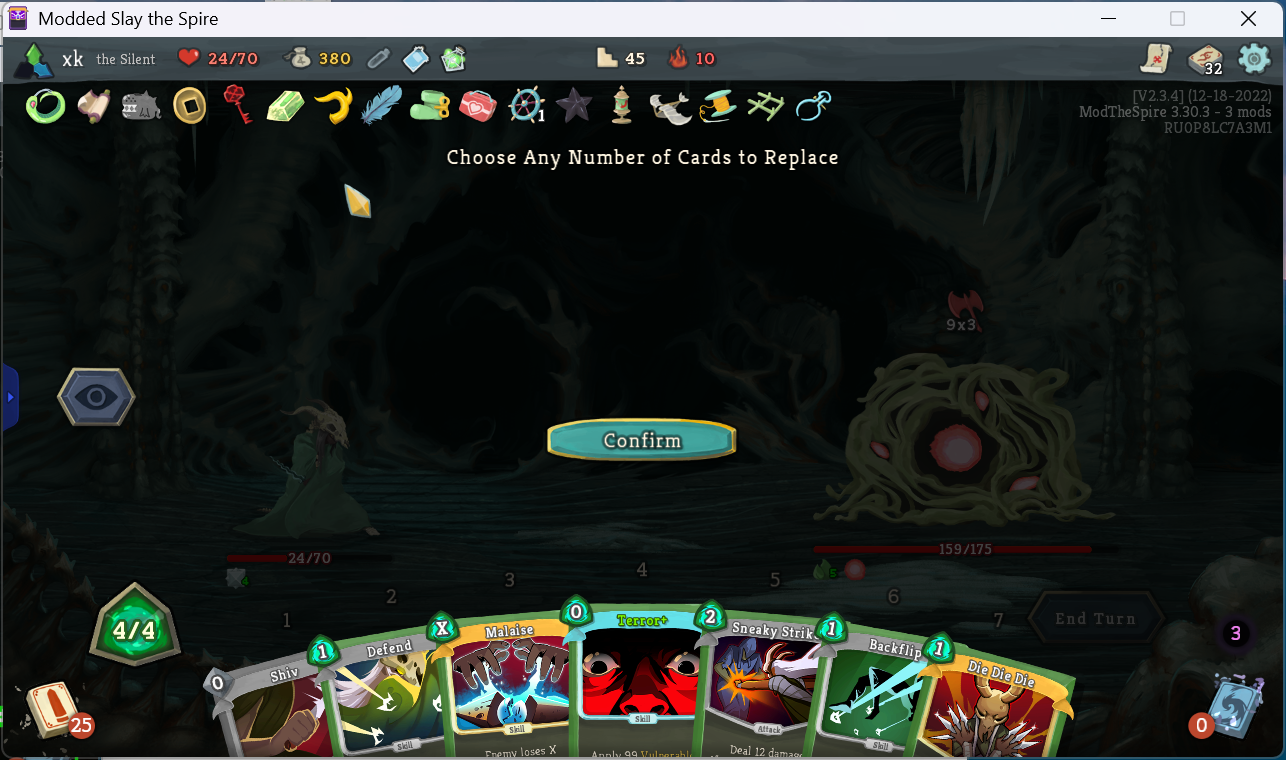 Modded Slay the Spire
xk the Silent 24/70 380 45 10 32
1
[V2.3.4] (12-18-2022)
ModTheSpire 3.30.3 - 3 mods
RU0P8LC7A3M1
Choose Any Number of Cards to Replace
9x3
Confirm
24/70
159/175
4
5
1 2 3 4 5 6 7
End Turn
4/4
3
0 Shiv
1 Defend
Skill
X Malaise
Skill
Enemy loses X
0 Terror+
Skill
Apply 99 Vulnerable
2 Sneaky Strik
Attack
Deal 12 damage
1 Backflip
Skill
1 Die Die Die
25
0